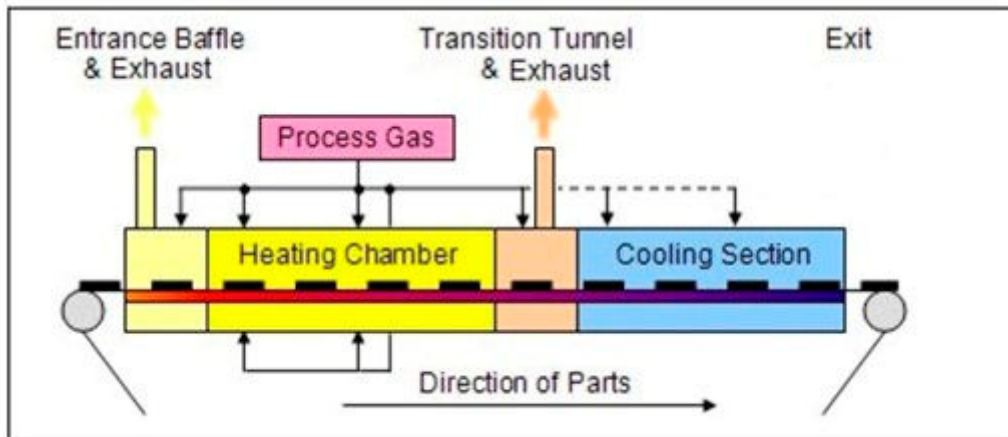 Entrance Baffle
& Exhaust
Transition Tunnel
& Exhaust
Exit
Process Gas
Heating Chamber
Cooling Section
Direction of Parts